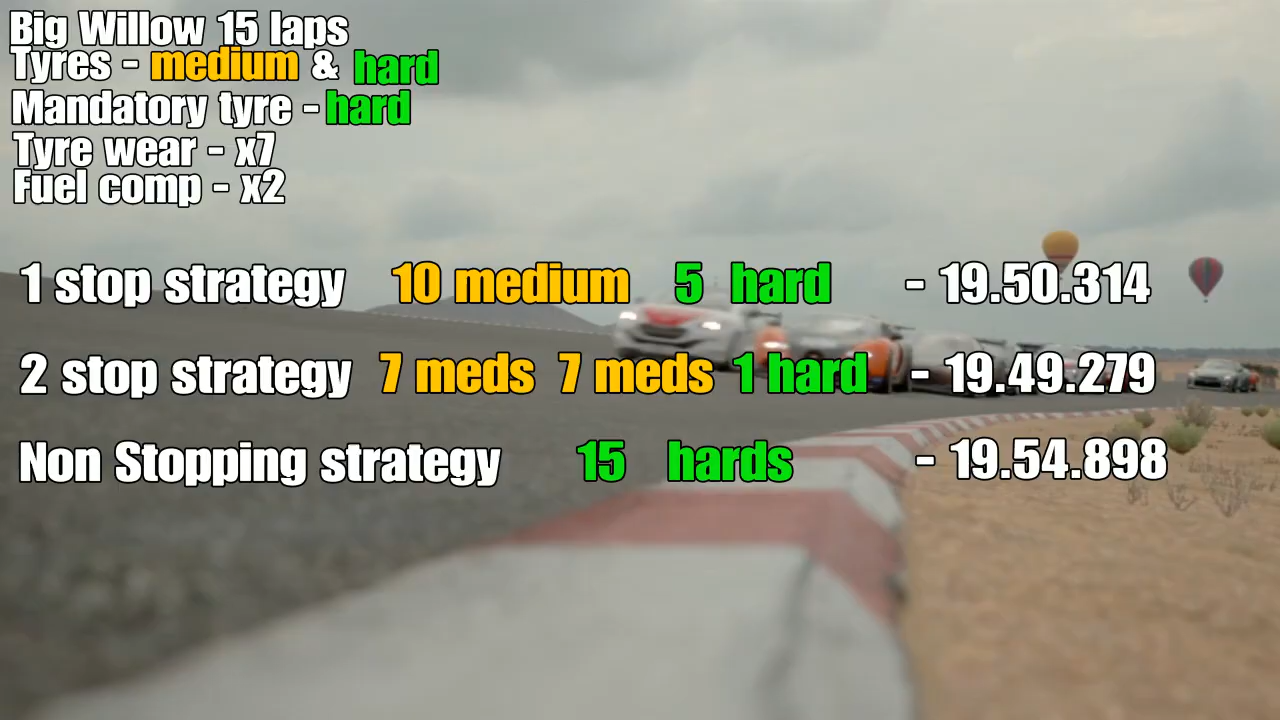 Big Willow 15 laps
Tyres - medium & hard
Mandatory tyre - hard
Tyre wear - x7
Fuel comp - x2
1 stop strategy 10 medium 5 hard - 19.50.314
2 stop strategy 7 meds 7 meds 1 hard - 19.49.279
Non Stopping strategy 15 hards - 19.54.898